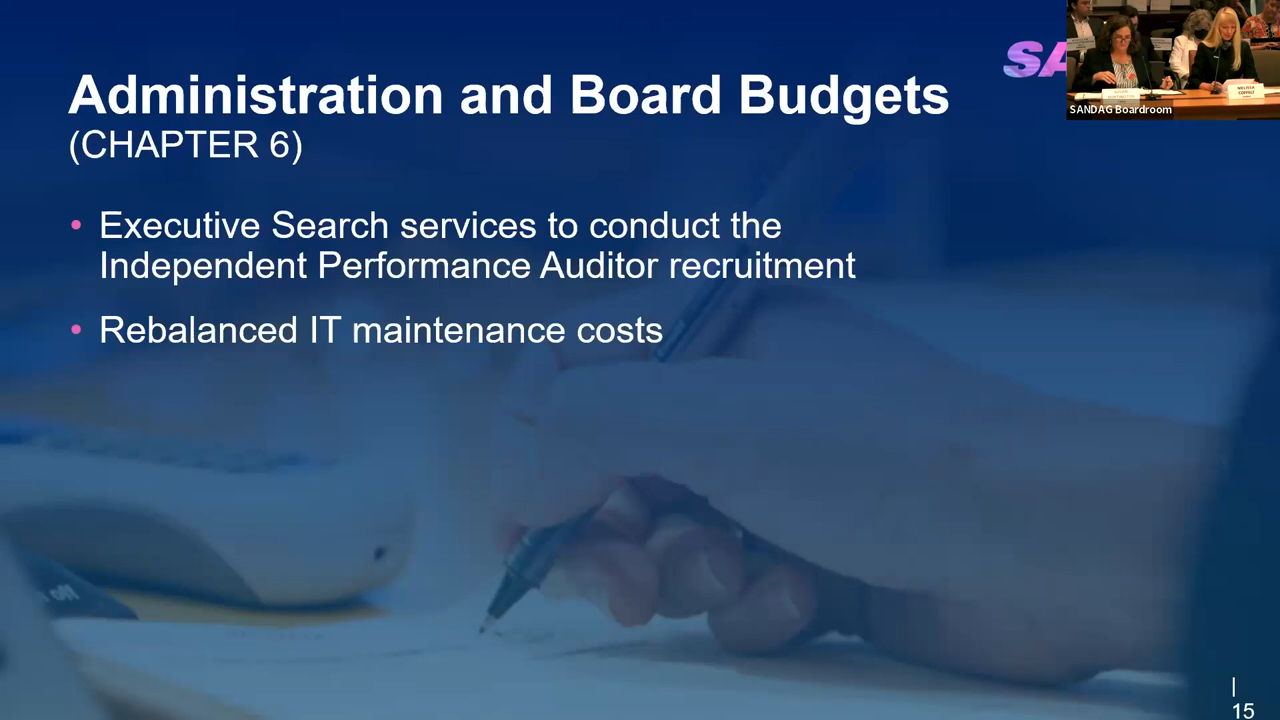 Administration and Board Budgets
(CHAPTER 6)
SA
SANDAG Boardroom
• Executive Search services to conduct the
Independent Performance Auditor recruitment
• Rebalanced IT maintenance costs
|
15